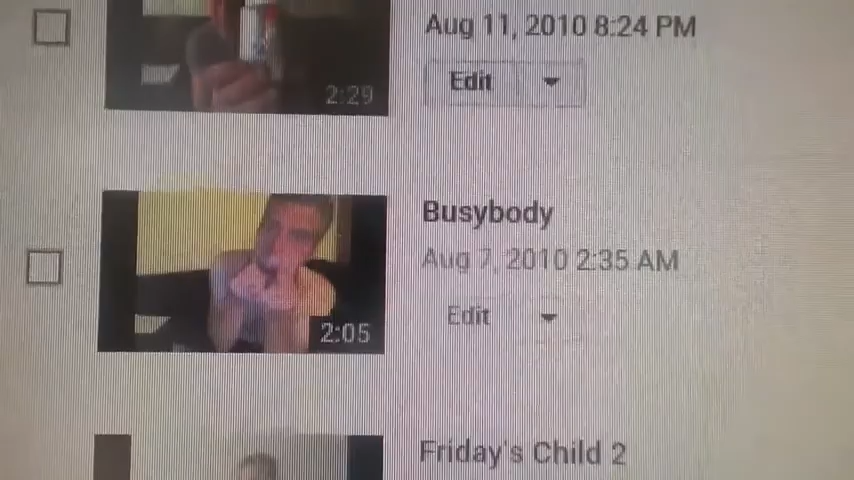 Aug 11, 2010 8:24 PM
2:29
Edit
Busybody
Aug 7, 2010 2:35 AM
Edit
2:05
Friday's Child 2